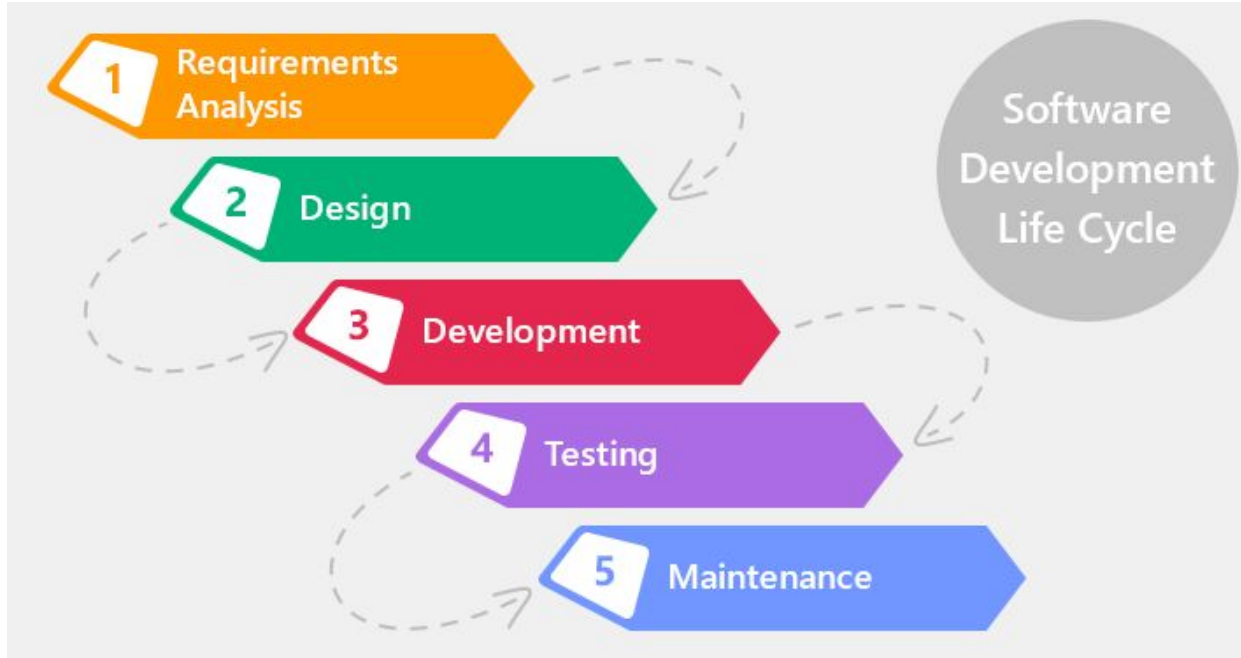 1
Requirements
Analysis
2
Design
3
Development
4
Testing
5
Maintenance
Software
Development
Life Cycle